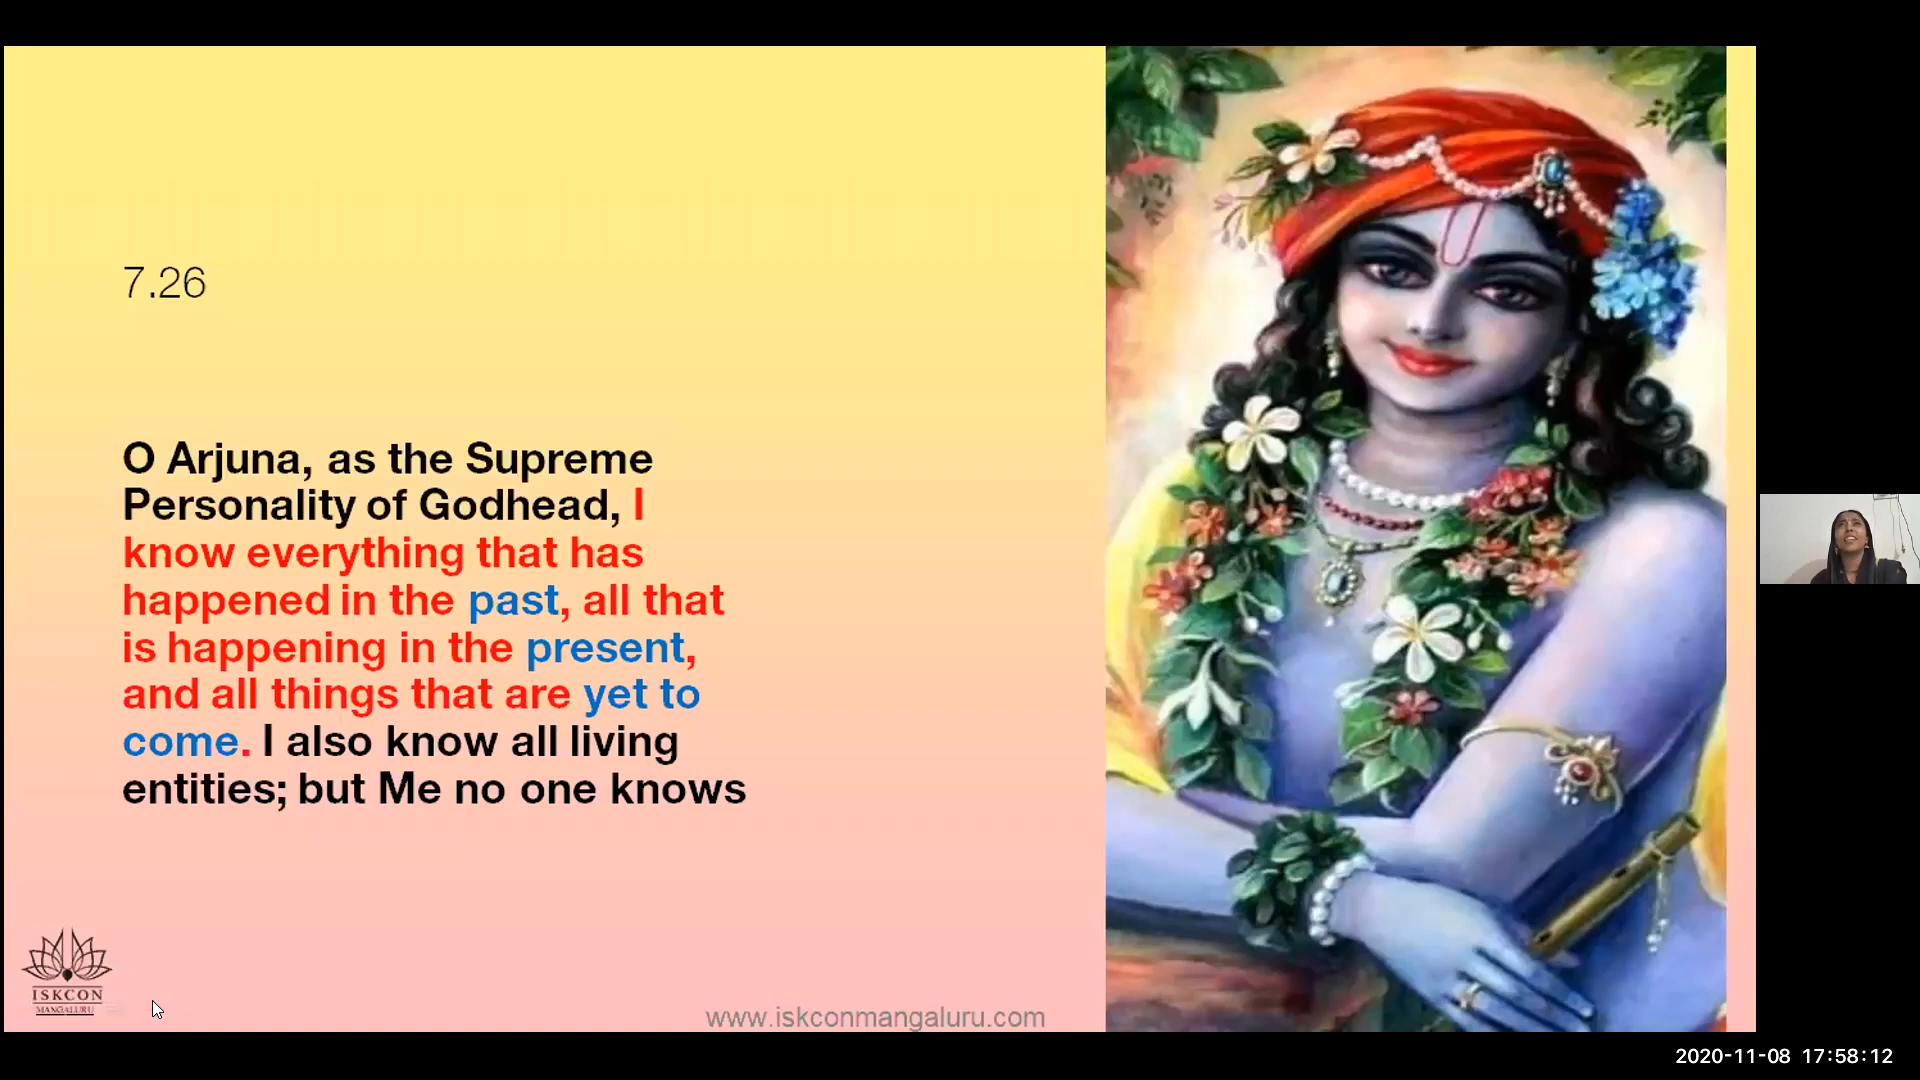 7.26
O Arjuna, as the Supreme
Personality of Godhead, I
know everything that has
happened in the past, all that
is happening in the present,
and all things that are yet to
come. I also know all living
entities; but Me no one knows
ISKCON
MANGALURU
www.iskconmangaluru.com
2020-11-08 17:58:12